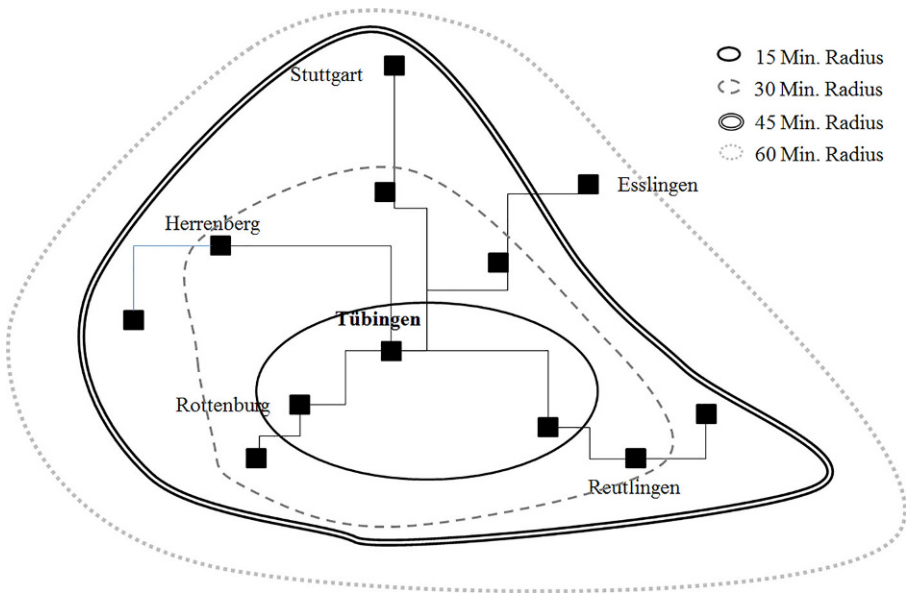 Stuttgart
15 Min. Radius
30 Min. Radius
45 Min. Radius
60 Min. Radius
Esslingen
Herrenberg
Tübingen
Rottenburg
Reutlingen